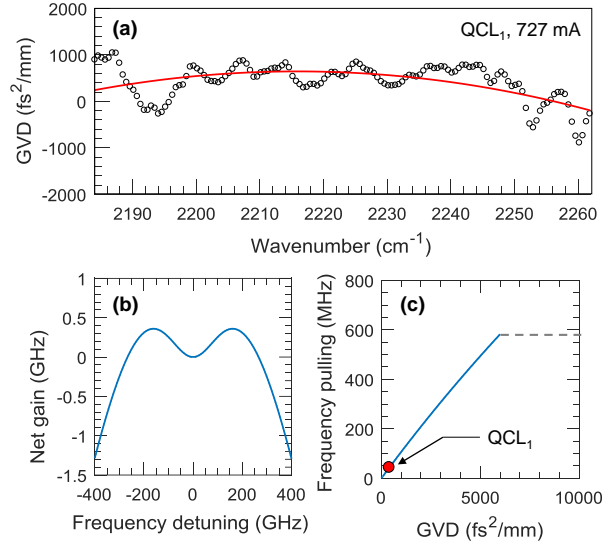 (a)
QCL₁, 727 mA
GVD (fs²/mm)
2000
1000
0
-1000
-2000
2190 2200 2210 2220 2230 2240 2250 2260
Wavenumber (cm⁻¹)
(b)
Net gain (GHz)
1
0.5
0
-0.5
-1
-1.5
-400 -200 0 200 400
Frequency detuning (GHz)
(c)
Frequency pulling (MHz)
800
600
400
200
0
QCL₁
0 5000 10000
GVD (fs²/mm)